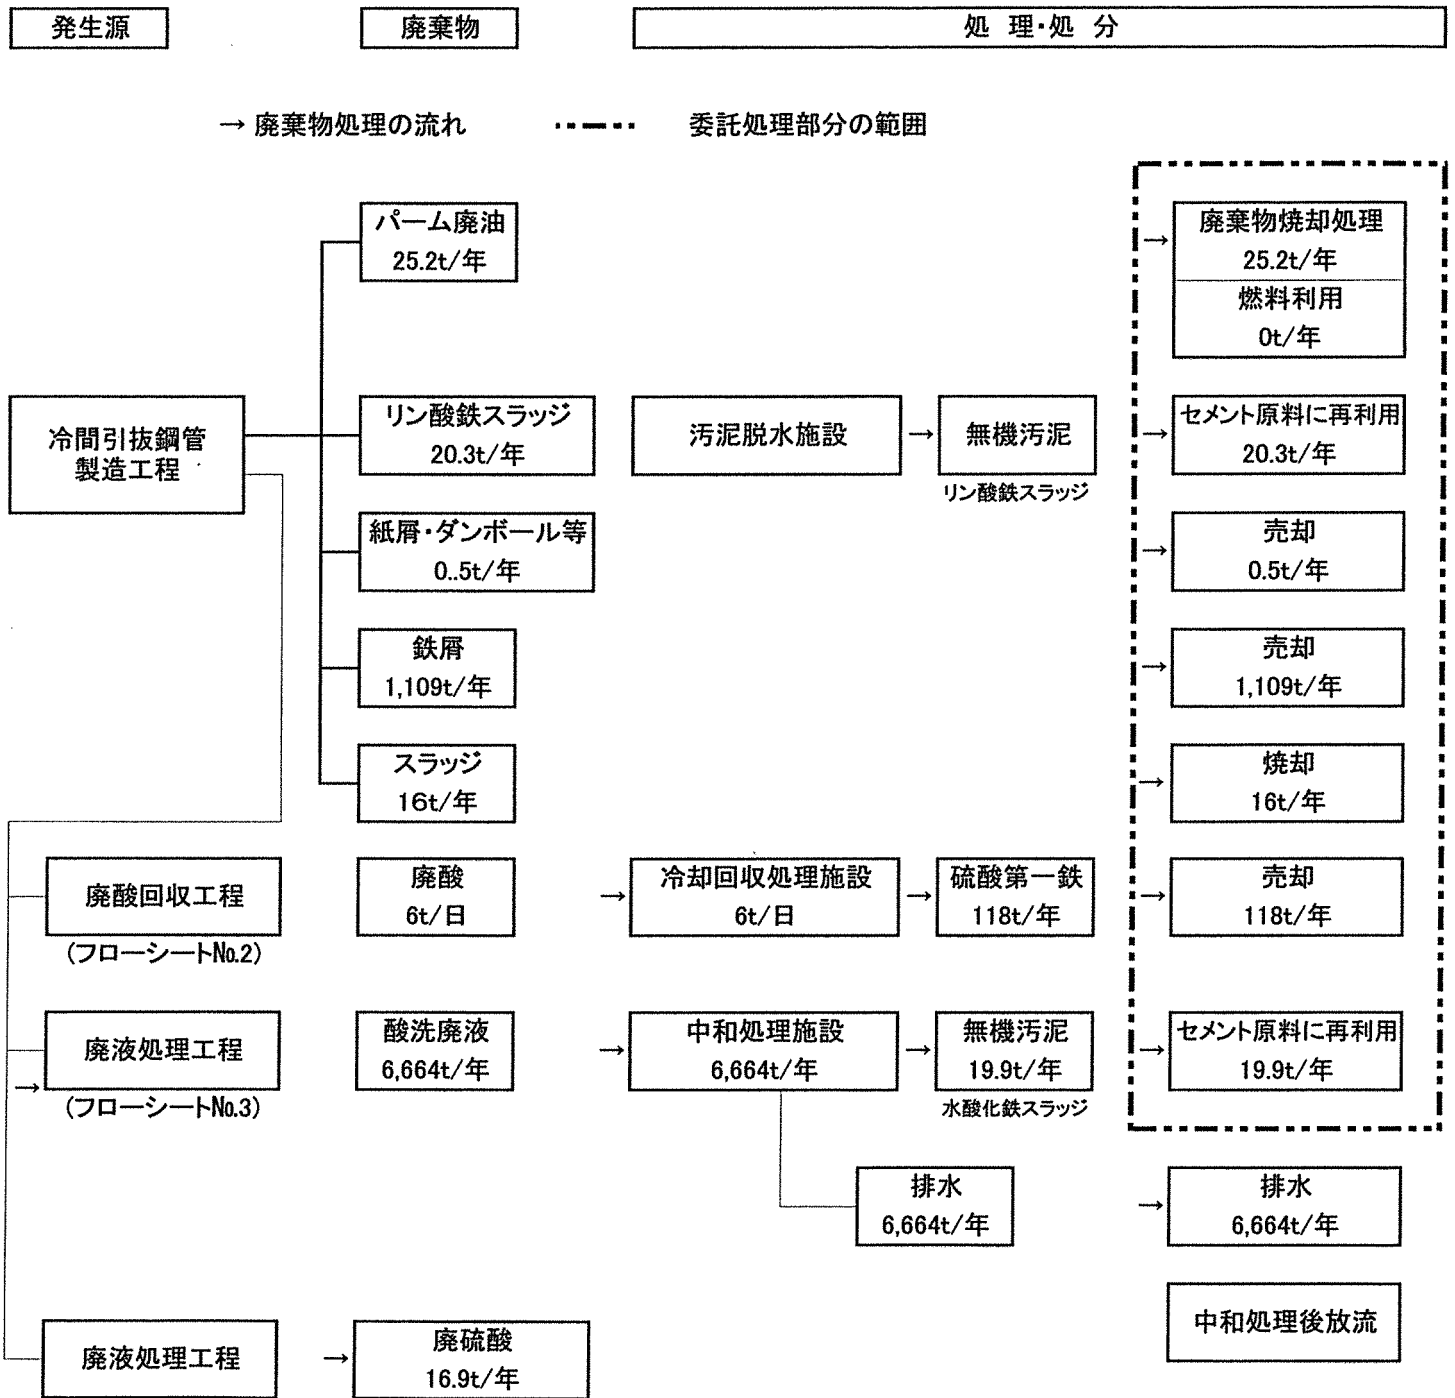 発生源
廃棄物
処 理・処 分
→ 廃棄物処理の流れ
委託処理部分の範囲
パーム廃油
25.2t/年
→
廃棄物焼却処理
25.2t/年
燃料利用
0t/年
冷間引抜鋼管
製造工程
リン酸鉄スラッジ
20.3t/年
汚泥脱水施設
→
無機汚泥
リン酸鉄スラッジ
→
セメント原料に再利用
20.3t/年
紙屑・ダンボール等
0..5t/年
→
売却
0.5t/年
鉄屑
1,109t/年
→
売却
1,109t/年
スラッジ
16t/年
→
焼却
16t/年
廃酸回収工程
(フローシートNo.2)
廃酸
6t/日
→
冷却回収処理施設
6t/日
→
硫酸第一鉄
118t/年
→
売却
118t/年
→
廃液処理工程
(フローシートNo.3)
酸洗廃液
6,664t/年
→
中和処理施設
6,664t/年
→
無機汚泥
19.9t/年
水酸化鉄スラッジ
→
セメント原料に再利用
19.9t/年
排水
6,664t/年
→
排水
6,664t/年
中和処理後放流
廃液処理工程
→
廃硫酸
16.9t/年